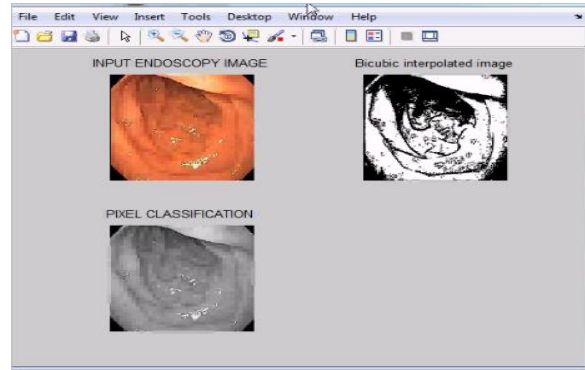 File Edit View Insert Tools Desktop Window Help
INPUT ENDOSCOPY IMAGE
Bicubic interpolated image
PIXEL CLASSIFICATION